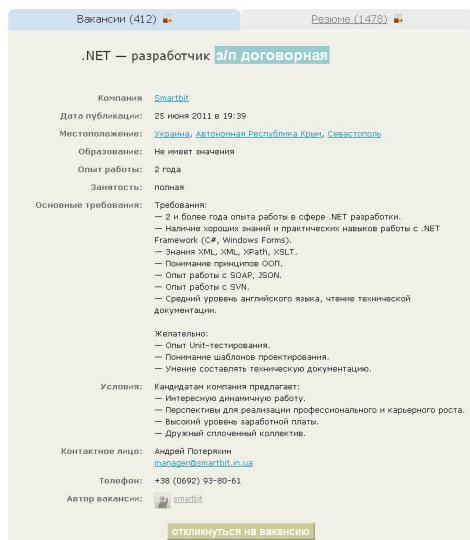 Вакансии (412) Резюме (1478)
.NET — разработчик з/п договорная
Компания Smartbit
Дата публикации: 25 июня 2011 в 19:39
Местоположение: Украина, Автономная Республика Крым, Севастополь
Образование: Не имеет значения
Опыт работы: 2 года
Занятость: полная
Основные требования: Требования:
— 2 и более года опыта работы в сфере .NET разработки.
— Наличие хороших знаний и практических навыков работы с .NET
Framework (C#, Windows Forms).
— Знания XML, XML, XPath, XSLT.
— Понимание принципов ООП.
— Опыт работы с SOAP, JSON.
— Опыт работы с SVN.
— Средний уровень английского языка, чтение технической
документации.
Желательно:
— Опыт Unit-тестирования.
— Понимание шаблонов проектирования.
— Умение составлять техническую документацию.
Условия: Кандидатам компания предлагает:
— Интересную динамичную работу.
— Перспективы для реализации профессионального и карьерного роста.
— Высокий уровень заработной платы.
— Дружный сплоченный коллектив.
Контактное лицо: Андрей Потеряхин
manager@smartbit.in.ua
Телефон: +38 (0692) 93-80-61
Автор вакансии: smartbit
откликнуться на вакансию